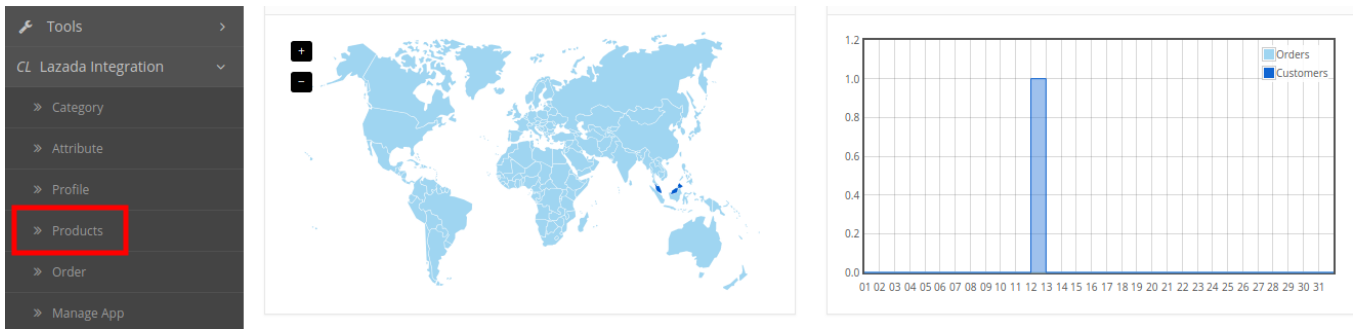 Tools
CL Lazada Integration
» Category
» Attribute
» Profile
» Products
» Order
» Manage App
+
−
1.2
1.0
0.8
0.6
0.4
0.2
0.0
Orders
Customers
01 02 03 04 05 06 07 08 09 10 11 12 13 14 15 16 17 18 19 20 21 22 23 24 25 26 27 28 29 30 31